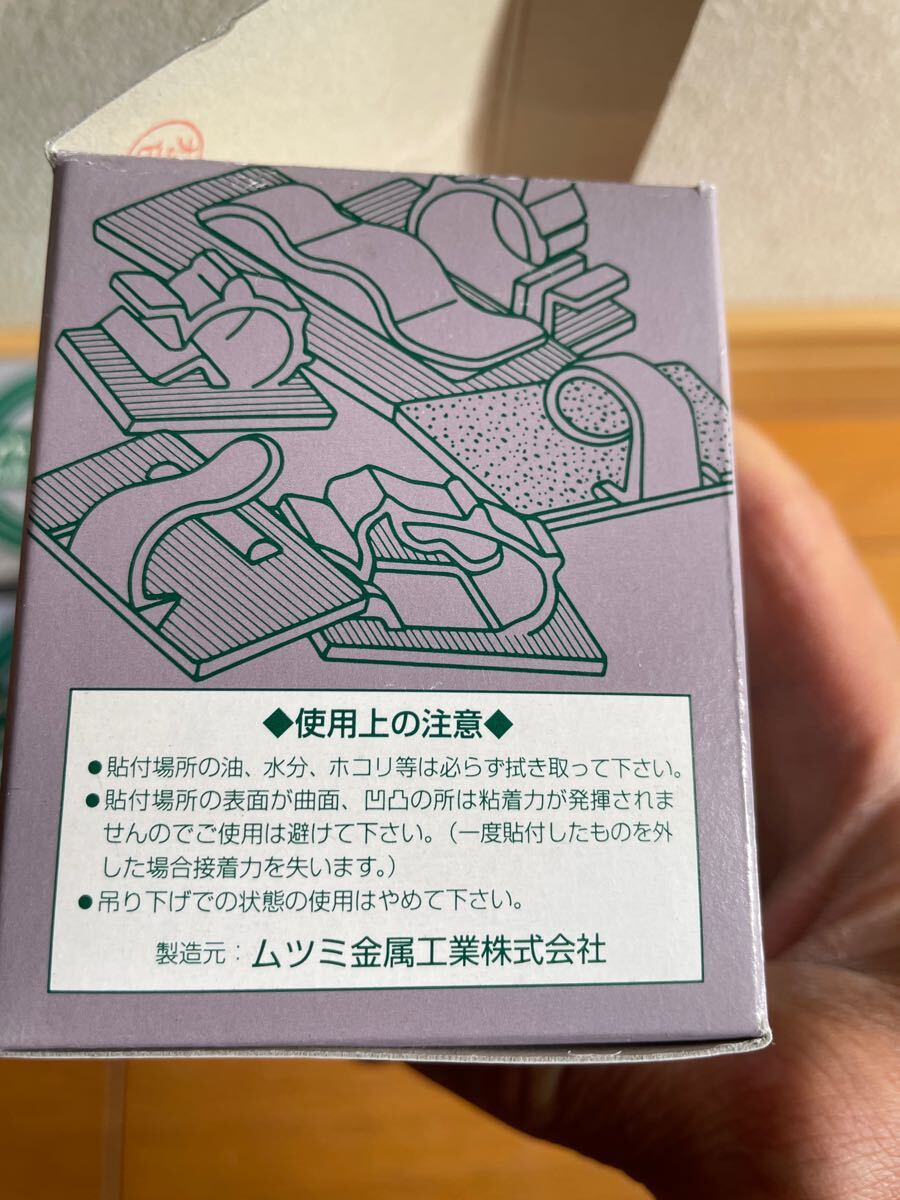 ◆使用上の注意◆
●貼付場所の油、水分、ホコリ等は必らず拭き取って下さい。
●貼付場所の表面が曲面、凹凸の所は粘着力が発揮されま
せんのでご使用は避けて下さい。(一度貼付したものを外
した場合接着力を失います。)
●吊り下げでの状態の使用はやめて下さい。
製造元：ムツミ金属工業株式会社